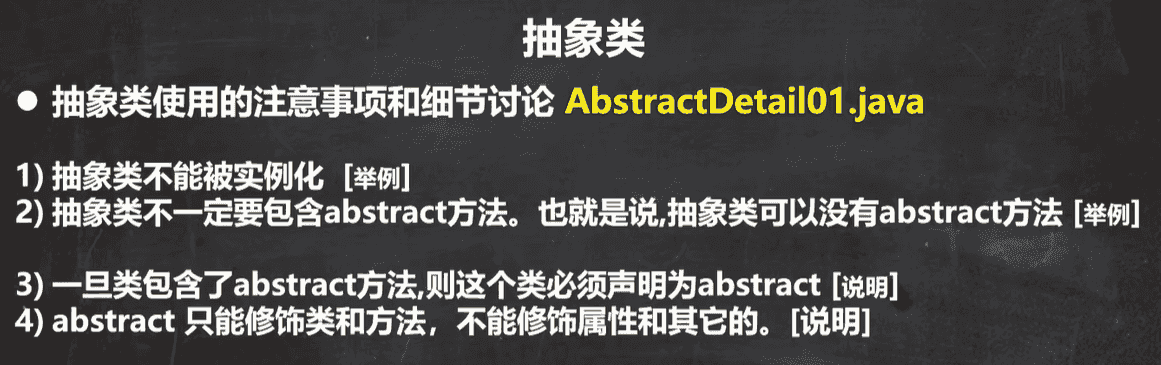 抽象类
● 抽象类使用的注意事项和细节讨论 AbstractDetail01.java
1) 抽象类不能被实例化 [举例]
2) 抽象类不一定要包含abstract方法。也就是说,抽象类可以没有abstract方法 [举例]
3) 一旦类包含了abstract方法,则这个类必须声明为abstract [说明]
4) abstract 只能修饰类和方法，不能修饰属性和其它的。[说明]